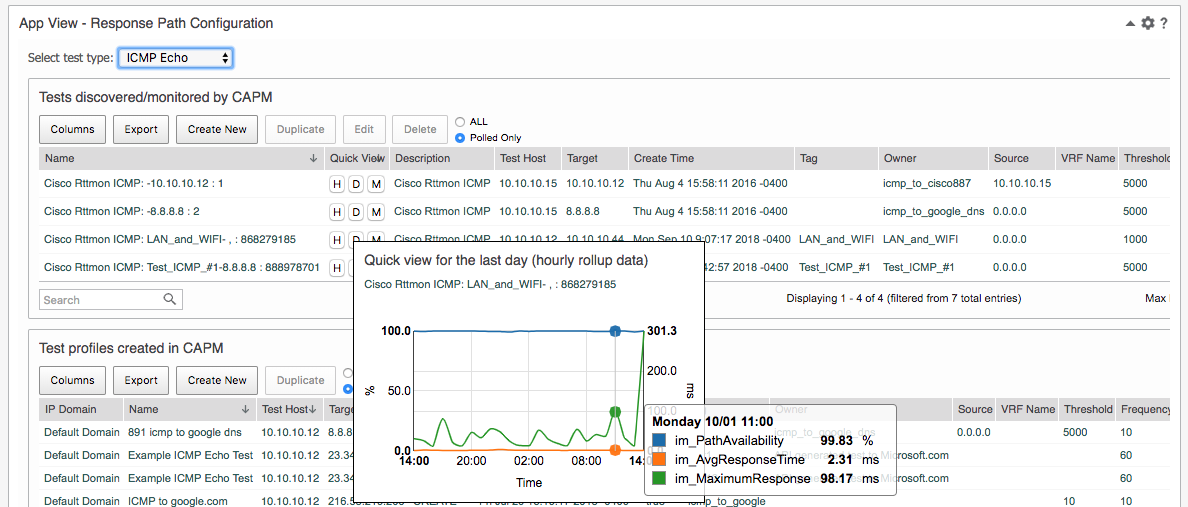 App View - Response Path Configuration ?
Select test type: ICMP Echo
Tests discovered/monitored by CAPM
Columns Export Create New Duplicate Edit Delete ALL
Polled Only
Name Quick View Description Test Host Target Create Time Tag Owner Source VRF Name Threshold
Cisco Rttmon ICMP: -10.10.10.12 : 1 H D M Cisco Rttmon ICMP 10.10.10.15 10.10.10.12 Thu Aug 4 15:58:11 2016 -0400 icmp_to_cisco887 10.10.10.15 5000
Cisco Rttmon ICMP: -8.8.8.8 : 2 H D M Cisco Rttmon ICMP 10.10.10.15 8.8.8.8 Thu Aug 4 15:58:11 2016 -0400 icmp_to_google_dns 0.0.0.0 5000
Cisco Rttmon ICMP: LAN_and_WIFI- , : 868279185 H D M Cisco Rttmon ICMP 10.10.10.12 10.10.10.44 Mon Sep 10 9:07:17 2018 -0400 LAN_and_WIFI LAN_and_WIFI 0.0.0.0 1000
Cisco Rttmon ICMP: Test_ICMP_#1-8.8.8.8 : 888978701 H :42:57 2018 -0400 Test_ICMP_#1 Test_ICMP_#1 0.0.0.0 5000
Search Displaying 1 - 4 of 4 (filtered from 7 total entries) Max
Quick view for the last day (hourly rollup data)
Cisco Rttmon ICMP: LAN_and_WIFI- , : 868279185
100.0 301.3
200.0
% 50.0 ms
100.0
0.0
14:00 20:00 02:00 08:00 14:
Time
Monday 10/01 11:00
im_PathAvailability 99.83 %
im_AvgResponseTime 2.31 ms
im_MaximumResponse 98.17 ms
Test profiles created in CAPM
Columns Export Create New Duplicate
IP Domain Name Test Host Targe Owner Source VRF Name Threshold Frequency
Default Domain 891 icmp to google dns 10.10.10.12 8.8.8 icmp_to_google_dns 0.0.0.0 5000 10
Default Domain Example ICMP Echo Test 10.10.10.12 23.34 to Microsoft.com 60
Default Domain Example ICMP Echo Test 10.10.10.12 23.34 Microsoft.com 60
Default Domain ICMP to google.com 10.10.10.12 icmp_to_google 10 10